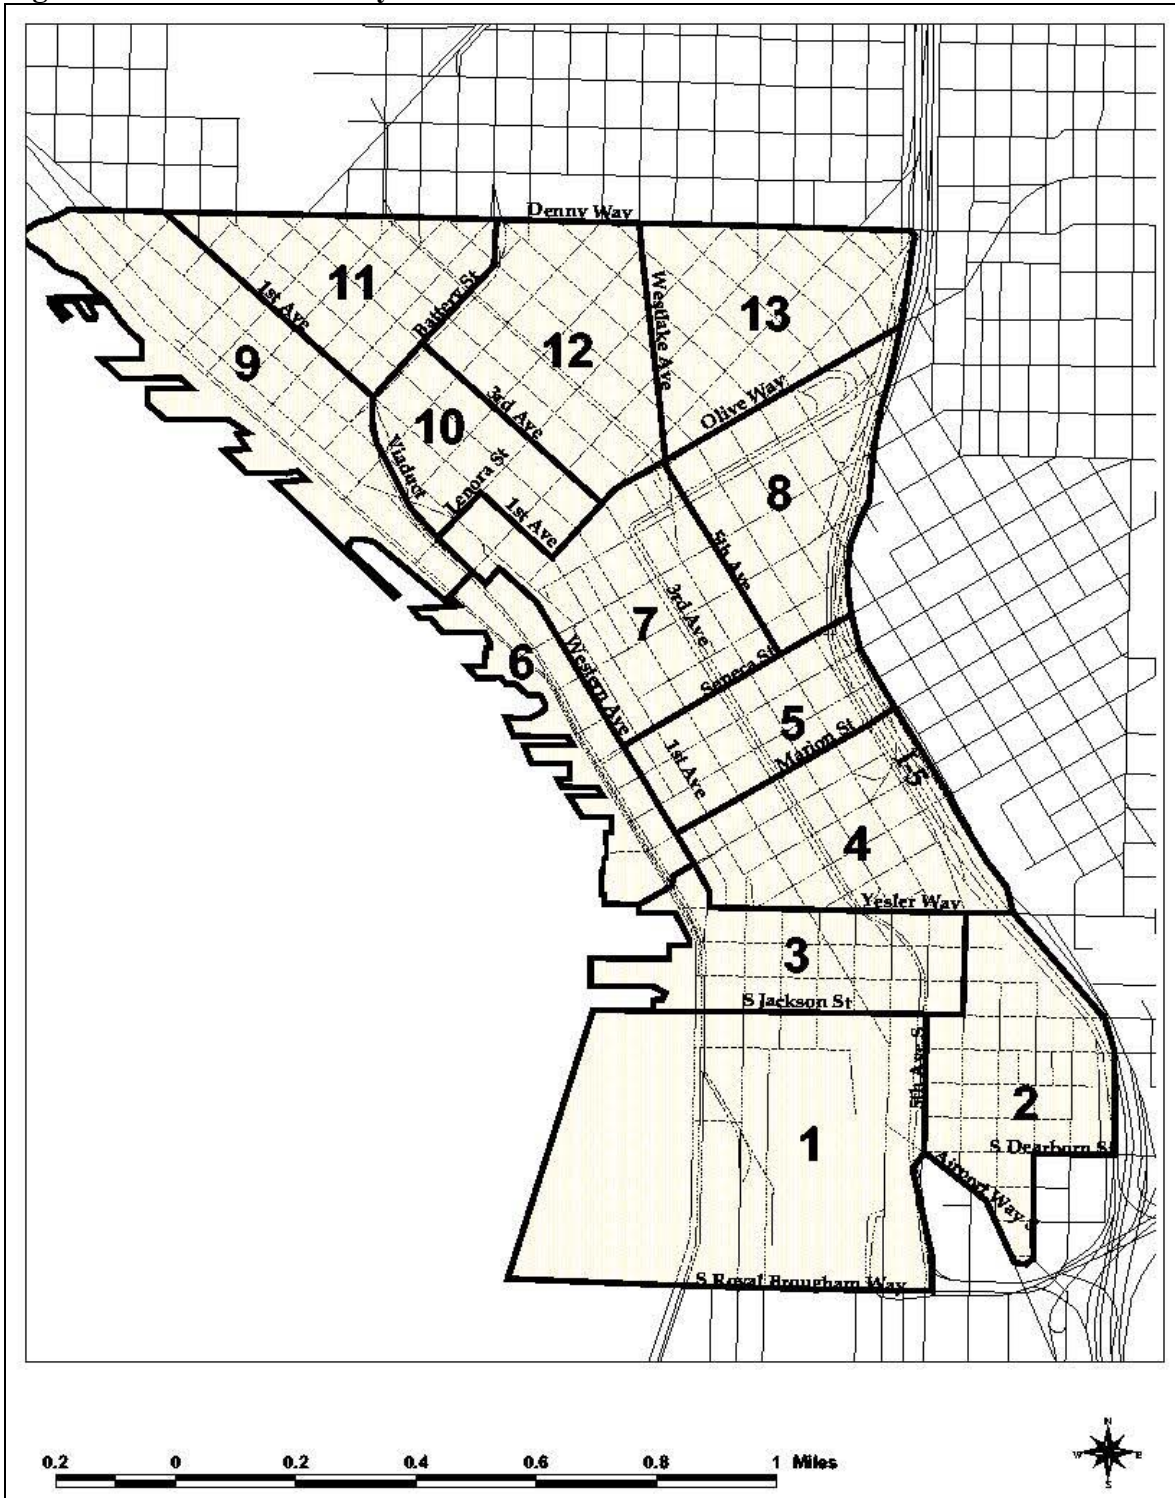 Denny Way
11
1st Ave
Battery St
Westlake Ave
13
9
12
Olive Way
3rd Ave
10
Viaduct
Lenora St
1st Ave
8
5th Ave
3rd Ave
7
6
Western Ave
Seneca St
5
Marion St
1st Ave
I-5
4
Yesler Way
3
S Jackson St
5th Ave S
2
S Dearborn St
1
Airport Way S
S Royal Brougham Way
N
W E
S
0.2 0 0.2 0.4 0.6 0.8 1 Miles